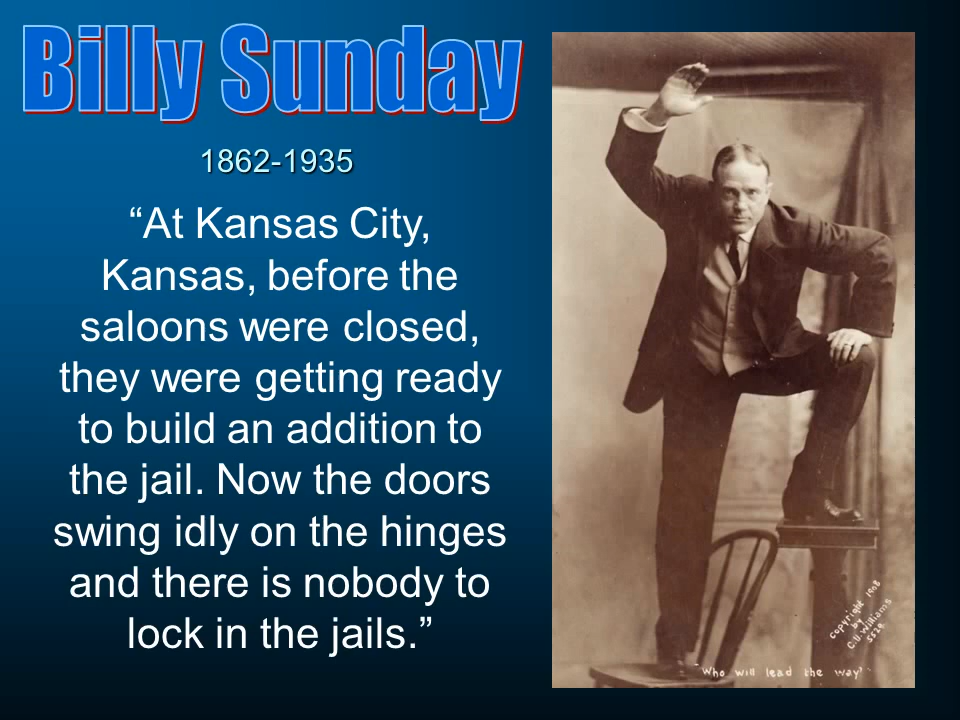 Billy Sunday
1862-1935
“At Kansas City,
Kansas, before the
saloons were closed,
they were getting ready
to build an addition to
the jail. Now the doors
swing idly on the hinges
and there is nobody to
lock in the jails.”
Copyright 1908
by
C.U. Williams
5529
"Who will lead the way?"